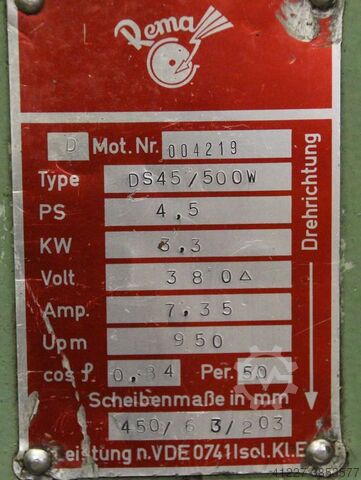 Rema
D Mot. Nr. 004219
Type DS45/500W
PS 4,5
KW 3,3
Volt 380△
Amp. 7,35
Upm 950
cos φ 0,84 Per. 50
Scheibenmaße in mm
450/63/203
Leistung n. VDE 0741 Isol. Kl. E
Drehrichtung